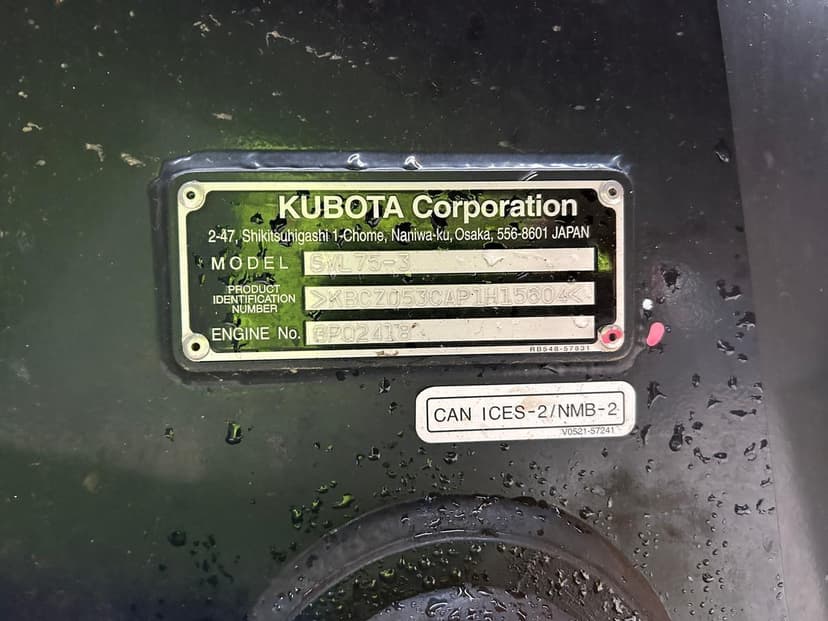 KUBOTA Corporation
2-47, Shikitsuhigashi 1-Chome, Naniwa-ku, Osaka, 556-8601 JAPAN
MODEL SVL75-3
PRODUCT
IDENTIFICATION
NUMBER
>KBCZ053CAP1H15604<
ENGINE No. BP02418
RB548-57831
CAN ICES-2/NMB-2
V0521-57241